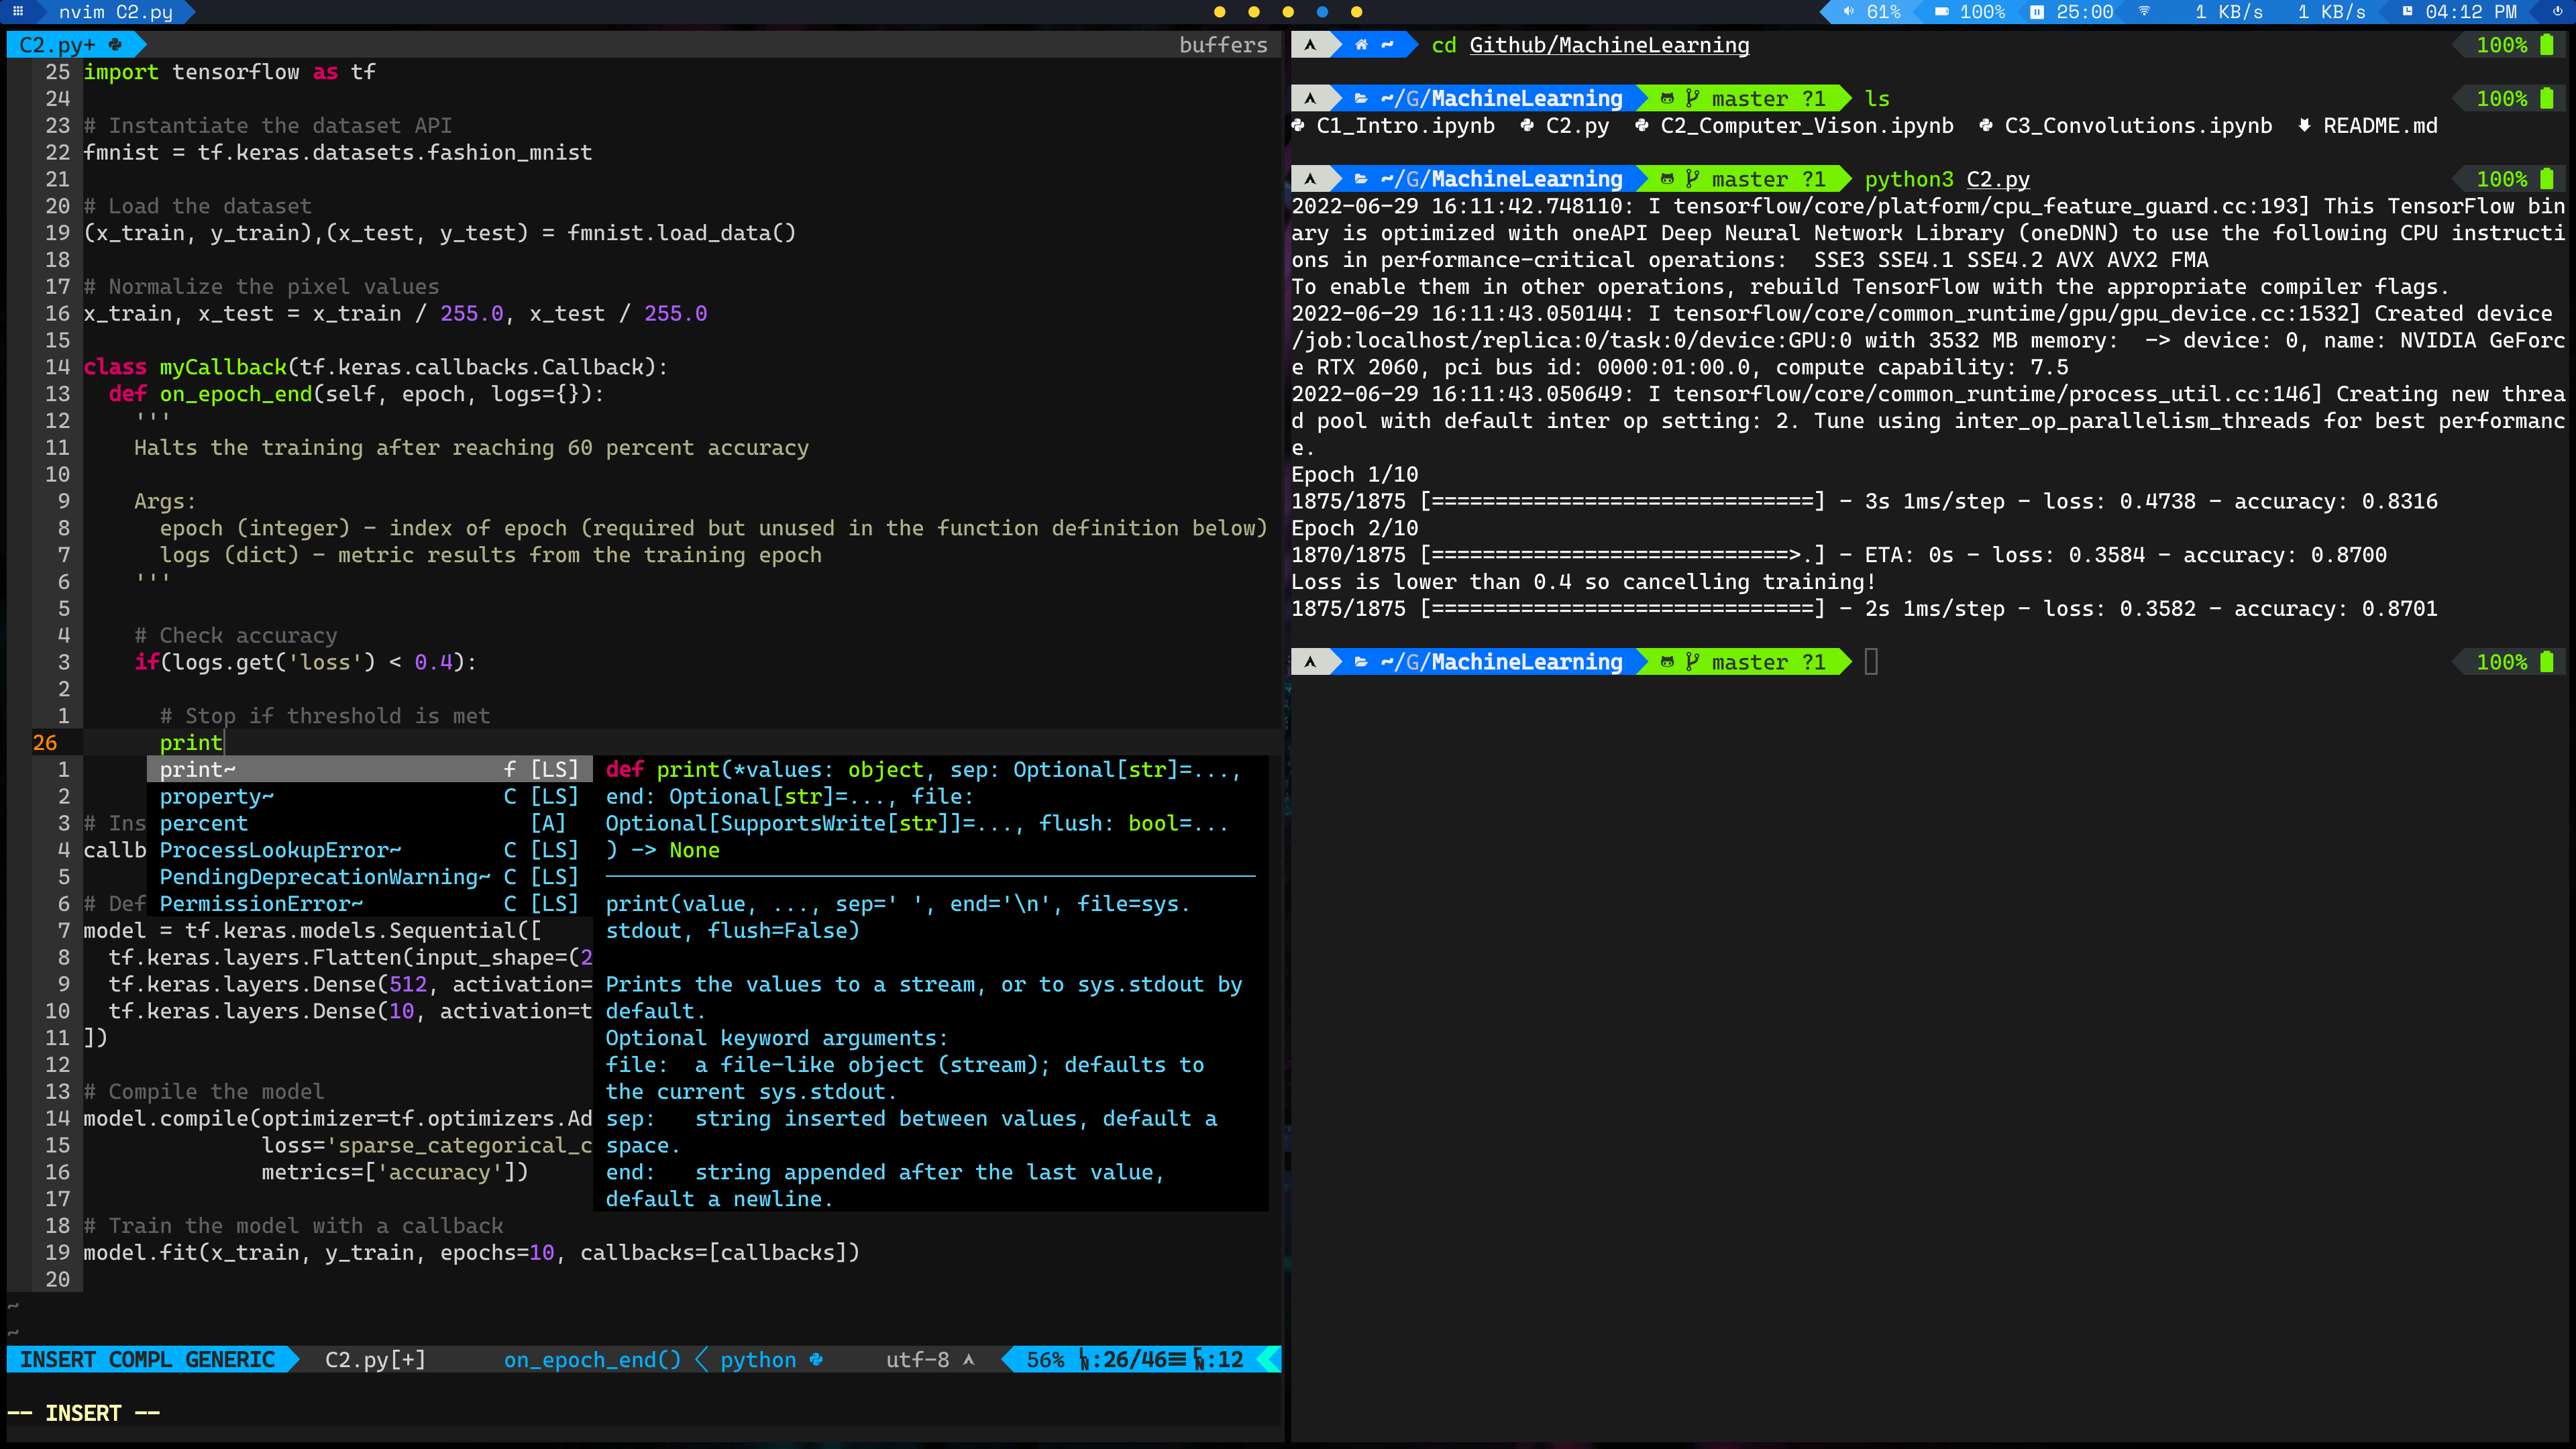 nvim C2.py
61% 100% 25:00 1 KB/s 1 KB/s 04:12 PM
C2.py+ buffers
25 import tensorflow as tf
24
23 # Instantiate the dataset API
22 fmnist = tf.keras.datasets.fashion_mnist
21
20 # Load the dataset
19 (x_train, y_train),(x_test, y_test) = fmnist.load_data()
18
17 # Normalize the pixel values
16 x_train, x_test = x_train / 255.0, x_test / 255.0
15
14 class myCallback(tf.keras.callbacks.Callback):
13 def on_epoch_end(self, epoch, logs={}):
12 '''
11 Halts the training after reaching 60 percent accuracy
10
9 Args:
8 epoch (integer) - index of epoch (required but unused in the function definition below)
7 logs (dict) - metric results from the training epoch
6 '''
5
4 # Check accuracy
3 if(logs.get('loss') < 0.4):
2
1 # Stop if threshold is met
26 print
1
2
3 # Ins
4 callb
5
6 # Def
7 model = tf.keras.models.Sequential([
8 tf.keras.layers.Flatten(input_shape=(2
9 tf.keras.layers.Dense(512, activation=
10 tf.keras.layers.Dense(10, activation=t
11 ])
12
13 # Compile the model
14 model.compile(optimizer=tf.optimizers.Ad
15 loss='sparse_categorical_c
16 metrics=['accuracy'])
17
18 # Train the model with a callback
19 model.fit(x_train, y_train, epochs=10, callbacks=[callbacks])
20
~
~
print~ f [LS]
property~ C [LS]
percent [A]
ProcessLookupError~ C [LS]
PendingDeprecationWarning~ C [LS]
PermissionError~ C [LS]
def print(*values: object, sep: Optional[str]=...,
end: Optional[str]=..., file:
Optional[SupportsWrite[str]]=..., flush: bool=...
) -> None
print(value, ..., sep=' ', end='\n', file=sys.
stdout, flush=False)
Prints the values to a stream, or to sys.stdout by
default.
Optional keyword arguments:
file: a file-like object (stream); defaults to
the current sys.stdout.
sep: string inserted between values, default a
space.
end: string appended after the last value,
default a newline.
INSERT COMPL GENERIC C2.py[+] on_epoch_end() python utf-8 56% :26/46 :12
-- INSERT --
~ cd Github/MachineLearning 100%
~/G/MachineLearning master ?1 ls 100%
C1_Intro.ipynb C2.py C2_Computer_Vison.ipynb C3_Convolutions.ipynb README.md
~/G/MachineLearning master ?1 python3 C2.py 100%
2022-06-29 16:11:42.748110: I tensorflow/core/platform/cpu_feature_guard.cc:193] This TensorFlow bin
ary is optimized with oneAPI Deep Neural Network Library (oneDNN) to use the following CPU instructi
ons in performance-critical operations: SSE3 SSE4.1 SSE4.2 AVX AVX2 FMA
To enable them in other operations, rebuild TensorFlow with the appropriate compiler flags.
2022-06-29 16:11:43.050144: I tensorflow/core/common_runtime/gpu/gpu_device.cc:1532] Created device
/job:localhost/replica:0/task:0/device:GPU:0 with 3532 MB memory: -> device: 0, name: NVIDIA GeForc
e RTX 2060, pci bus id: 0000:01:00.0, compute capability: 7.5
2022-06-29 16:11:43.050649: I tensorflow/core/common_runtime/process_util.cc:146] Creating new threa
d pool with default inter op setting: 2. Tune using inter_op_parallelism_threads for best performanc
e.
Epoch 1/10
1875/1875 [==============================] - 3s 1ms/step - loss: 0.4738 - accuracy: 0.8316
Epoch 2/10
1870/1875 [============================>.] - ETA: 0s - loss: 0.3584 - accuracy: 0.8700
Loss is lower than 0.4 so cancelling training!
1875/1875 [==============================] - 2s 1ms/step - loss: 0.3582 - accuracy: 0.8701
~/G/MachineLearning master ?1 100%